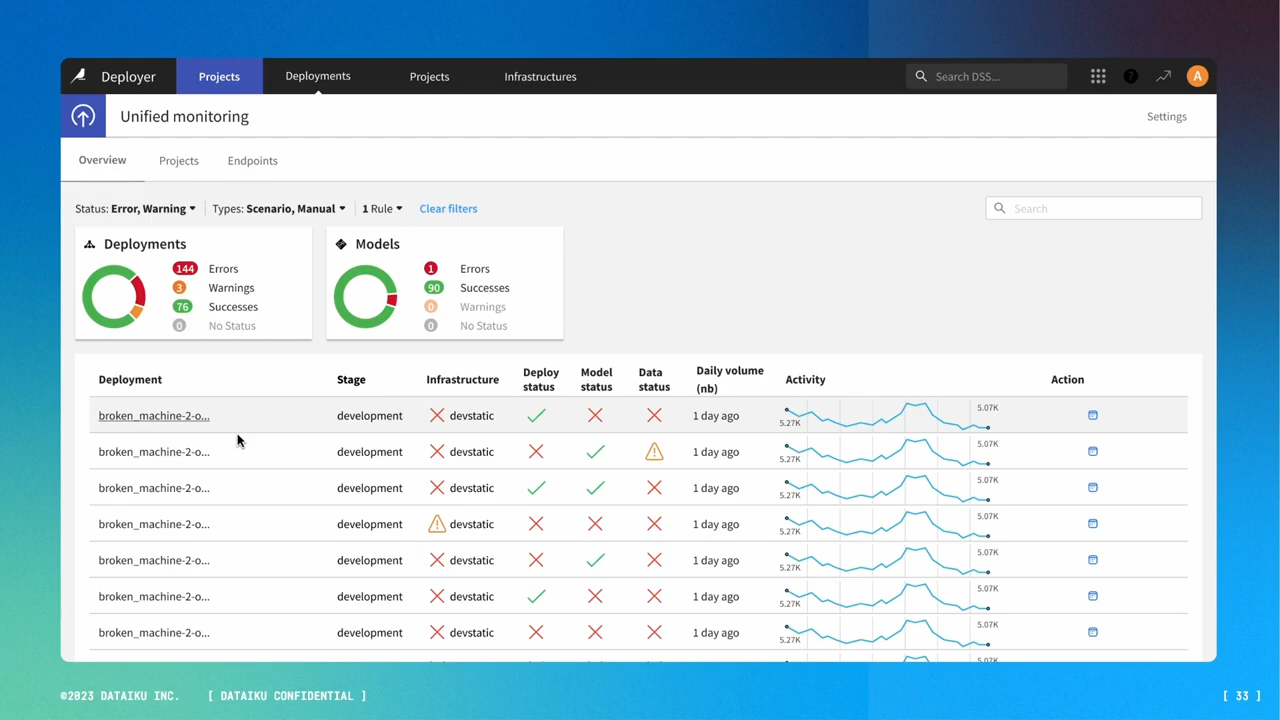 Deployer Projects Deployments Projects Infrastructures Search DSS... ? A
Unified monitoring Settings
Overview Projects Endpoints
Status: Error, Warning Types: Scenario, Manual 1 Rule Clear filters Search
Deployments
144 Errors
3 Warnings
76 Successes
0 No Status
Models
1 Errors
90 Successes
0 Warnings
0 No Status
Deployment Stage Infrastructure Deploy status Model status Data status Daily volume (nb) Activity Action
broken_machine-2-o... development devstatic 1 day ago 5.27K 5.07K
broken_machine-2-o... development devstatic 1 day ago 5.27K 5.07K
broken_machine-2-o... development devstatic 1 day ago 5.27K 5.07K
broken_machine-2-o... development devstatic 1 day ago 5.27K 5.07K
broken_machine-2-o... development devstatic 1 day ago 5.27K 5.07K
broken_machine-2-o... development devstatic 1 day ago 5.27K 5.07K
broken_machine-2-o... development devstatic 1 day ago 5.27K 5.07K
5.07K
©2023 DATAIKU INC. [ DATAIKU CONFIDENTIAL ] [ 33 ]